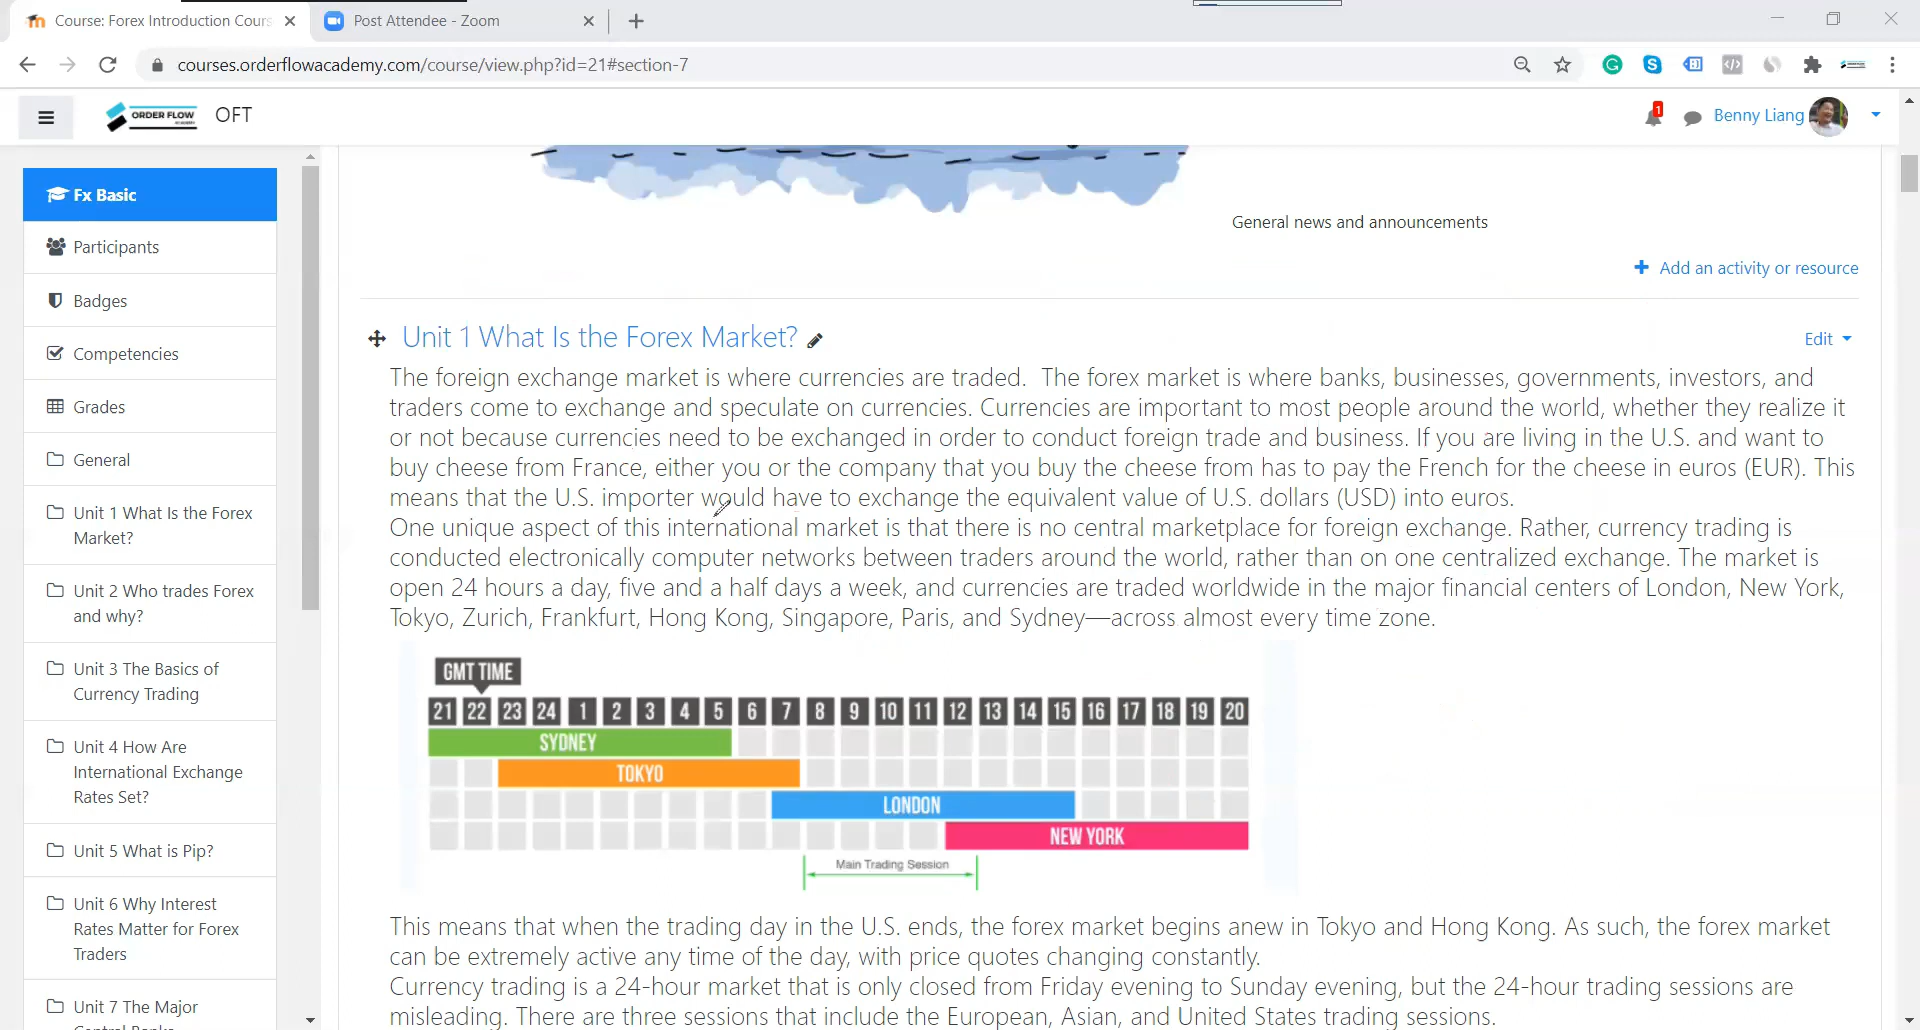 Course: Forex Introduction Cours
Post Attendee - Zoom
courses.orderflowacademy.com/course/view.php?id=21#section-7
ORDER FLOW
ACADEMY
OFT
1
Benny Liang
Fx Basic
Participants
Badges
Competencies
Grades
General
Unit 1 What Is the Forex
Market?
Unit 2 Who trades Forex
and why?
Unit 3 The Basics of
Currency Trading
Unit 4 How Are
International Exchange
Rates Set?
Unit 5 What is Pip?
Unit 6 Why Interest
Rates Matter for Forex
Traders
Unit 7 The Major
Central Banks
General news and announcements
Add an activity or resource
Unit 1 What Is the Forex Market?
Edit
The foreign exchange market is where currencies are traded.  The forex market is where banks, businesses, governments, investors, and
traders come to exchange and speculate on currencies. Currencies are important to most people around the world, whether they realize it
or not because currencies need to be exchanged in order to conduct foreign trade and business. If you are living in the U.S. and want to
buy cheese from France, either you or the company that you buy the cheese from has to pay the French for the cheese in euros (EUR). This
means that the U.S. importer would have to exchange the equivalent value of U.S. dollars (USD) into euros.
One unique aspect of this international market is that there is no central marketplace for foreign exchange. Rather, currency trading is
conducted electronically computer networks between traders around the world, rather than on one centralized exchange. The market is
open 24 hours a day, five and a half days a week, and currencies are traded worldwide in the major financial centers of London, New York,
Tokyo, Zurich, Frankfurt, Hong Kong, Singapore, Paris, and Sydney—across almost every time zone.
GMT TIME
21 22 23 24 1 2 3 4 5 6 7 8 9 10 11 12 13 14 15 16 17 18 19 20
SYDNEY
TOKYO
LONDON
NEW YORK
Main Trading Session
This means that when the trading day in the U.S. ends, the forex market begins anew in Tokyo and Hong Kong. As such, the forex market
can be extremely active any time of the day, with price quotes changing constantly.
Currency trading is a 24-hour market that is only closed from Friday evening to Sunday evening, but the 24-hour trading sessions are
misleading. There are three sessions that include the European, Asian, and United States trading sessions.